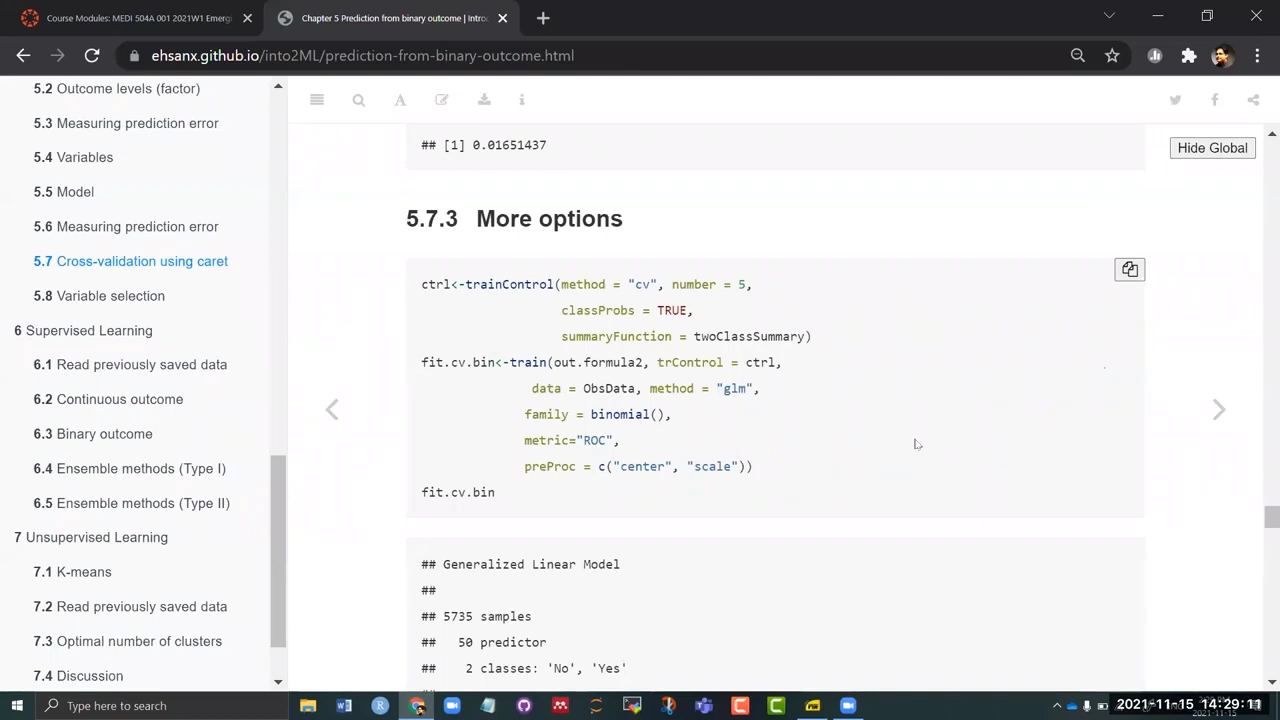 Course Modules: MEDI 504A 001 2021W1 Emergi
Chapter 5 Prediction from binary outcome | Intro
ehsanx.github.io/into2ML/prediction-from-binary-outcome.html
5.2 Outcome levels (factor)
5.3 Measuring prediction error
5.4 Variables
5.5 Model
5.6 Measuring prediction error
5.7 Cross-validation using caret
5.8 Variable selection
6 Supervised Learning
6.1 Read previously saved data
6.2 Continuous outcome
6.3 Binary outcome
6.4 Ensemble methods (Type I)
6.5 Ensemble methods (Type II)
7 Unsupervised Learning
7.1 K-means
7.2 Read previously saved data
7.3 Optimal number of clusters
7.4 Discussion
## [1] 0.01651437
Hide Global
5.7.3 More options
ctrl<-trainControl(method = "cv", number = 5,
classProbs = TRUE,
summaryFunction = twoClassSummary)
fit.cv.bin<-train(out.formula2, trControl = ctrl,
data = ObsData, method = "glm",
family = binomial(),
metric="ROC",
preProc = c("center", "scale"))
fit.cv.bin
## Generalized Linear Model
##
## 5735 samples
## 50 predictor
## 2 classes: 'No', 'Yes'
Type here to search
2021-11-15 14:29:11